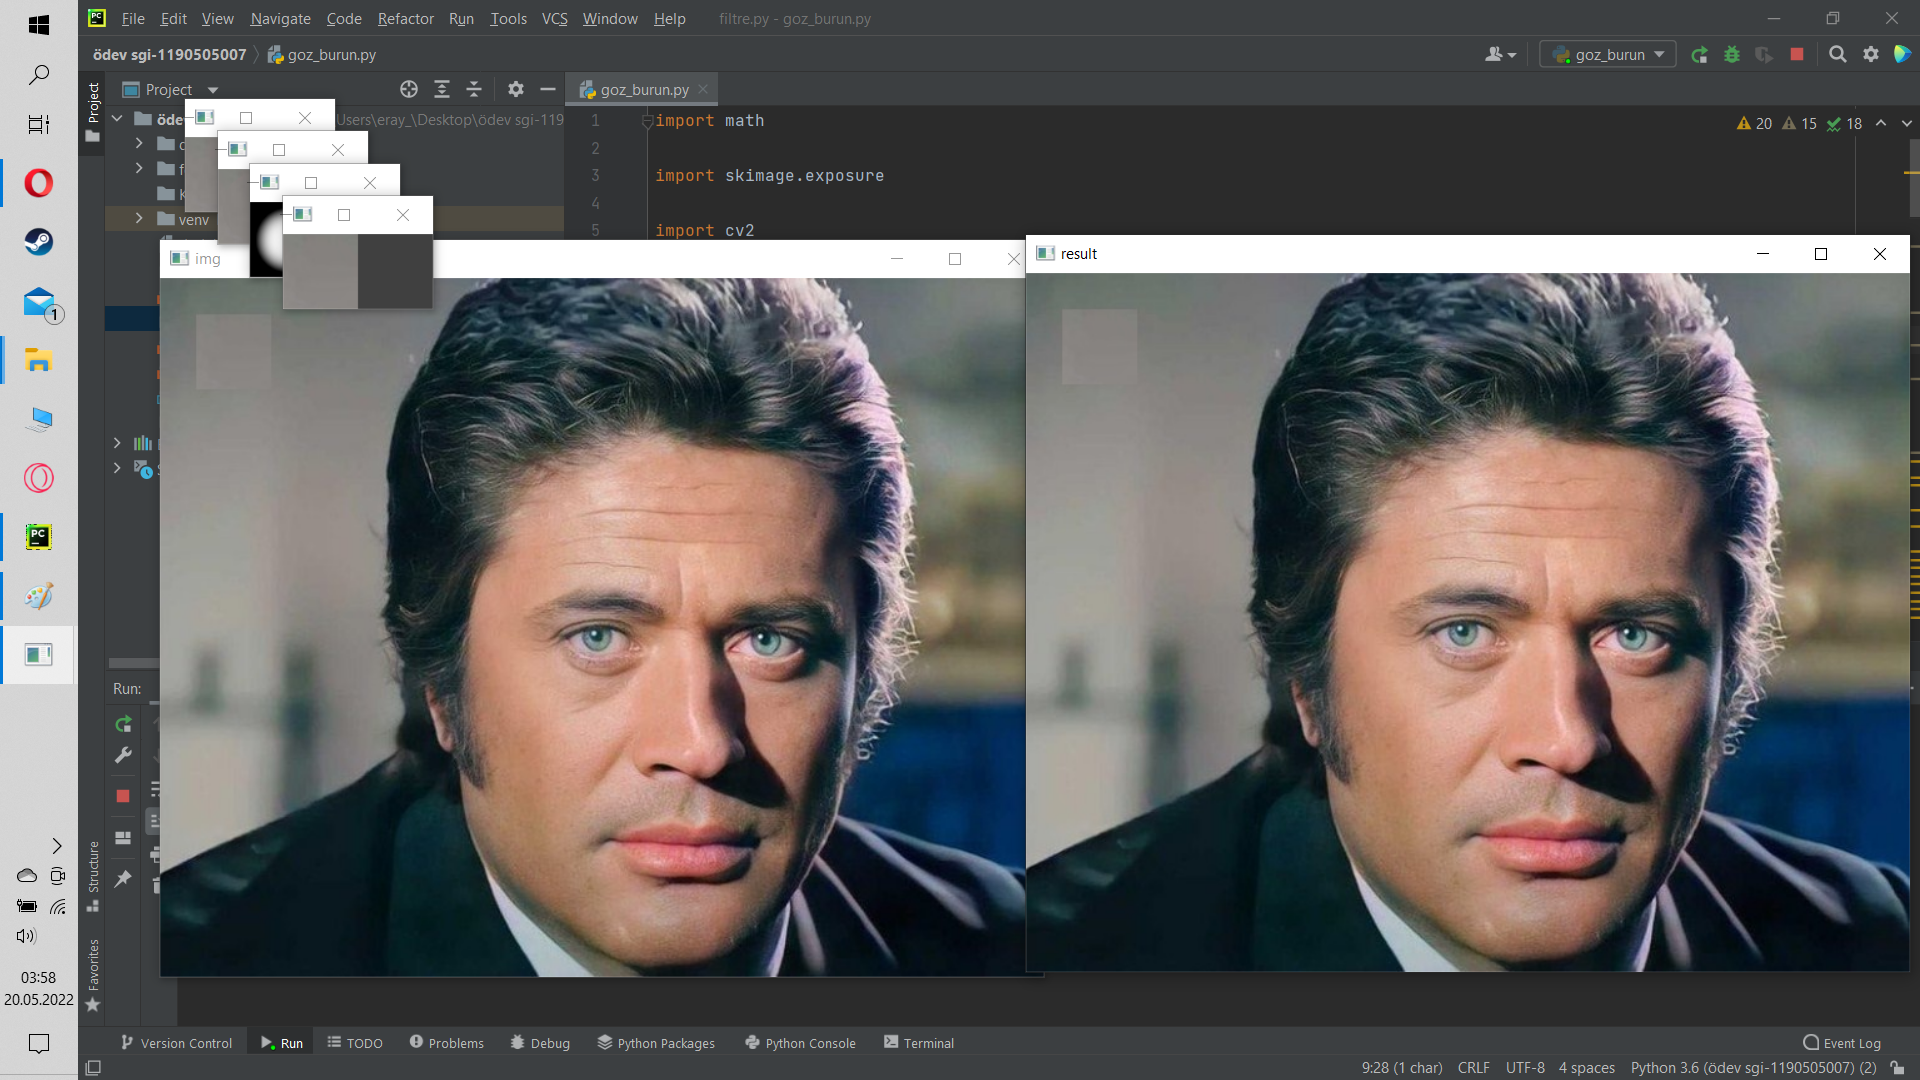 File Edit View Navigate Code Refactor Run Tools VCS Window Help filtre.py - goz_burun.py
ödev sgi-1190505007 goz_burun.py goz_burun
Project goz_burun.py
Project
Users\eray_\Desktop\ödev sgi-119
venv
1 import math
2
3 import skimage.exposure
4
5 import cv2
20 15 18
img
result
1
Run:
Structure
Favorites
03:58
20.05.2022
Version Control Run TODO Problems Debug Python Packages Python Console Terminal Event Log
9:28 (1 char) CRLF UTF-8 4 spaces Python 3.6 (ödev sgi-1190505007) (2)